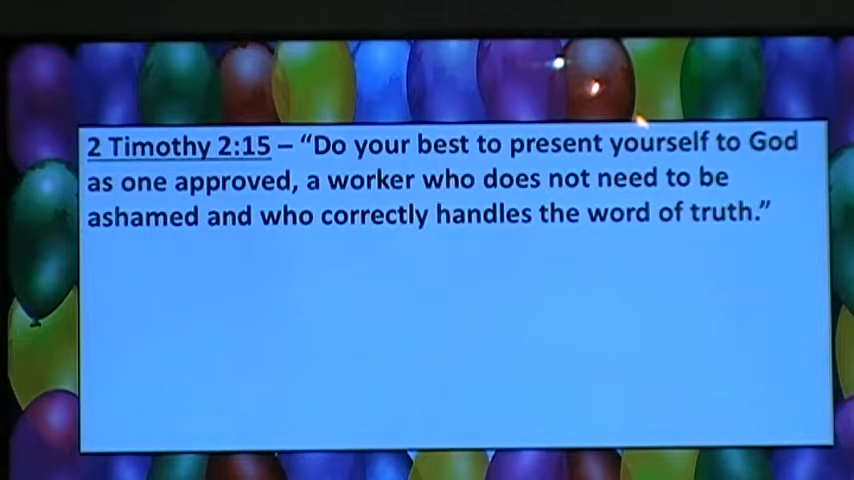 2 Timothy 2:15 – “Do your best to present yourself to God
as one approved, a worker who does not need to be
ashamed and who correctly handles the word of truth.”